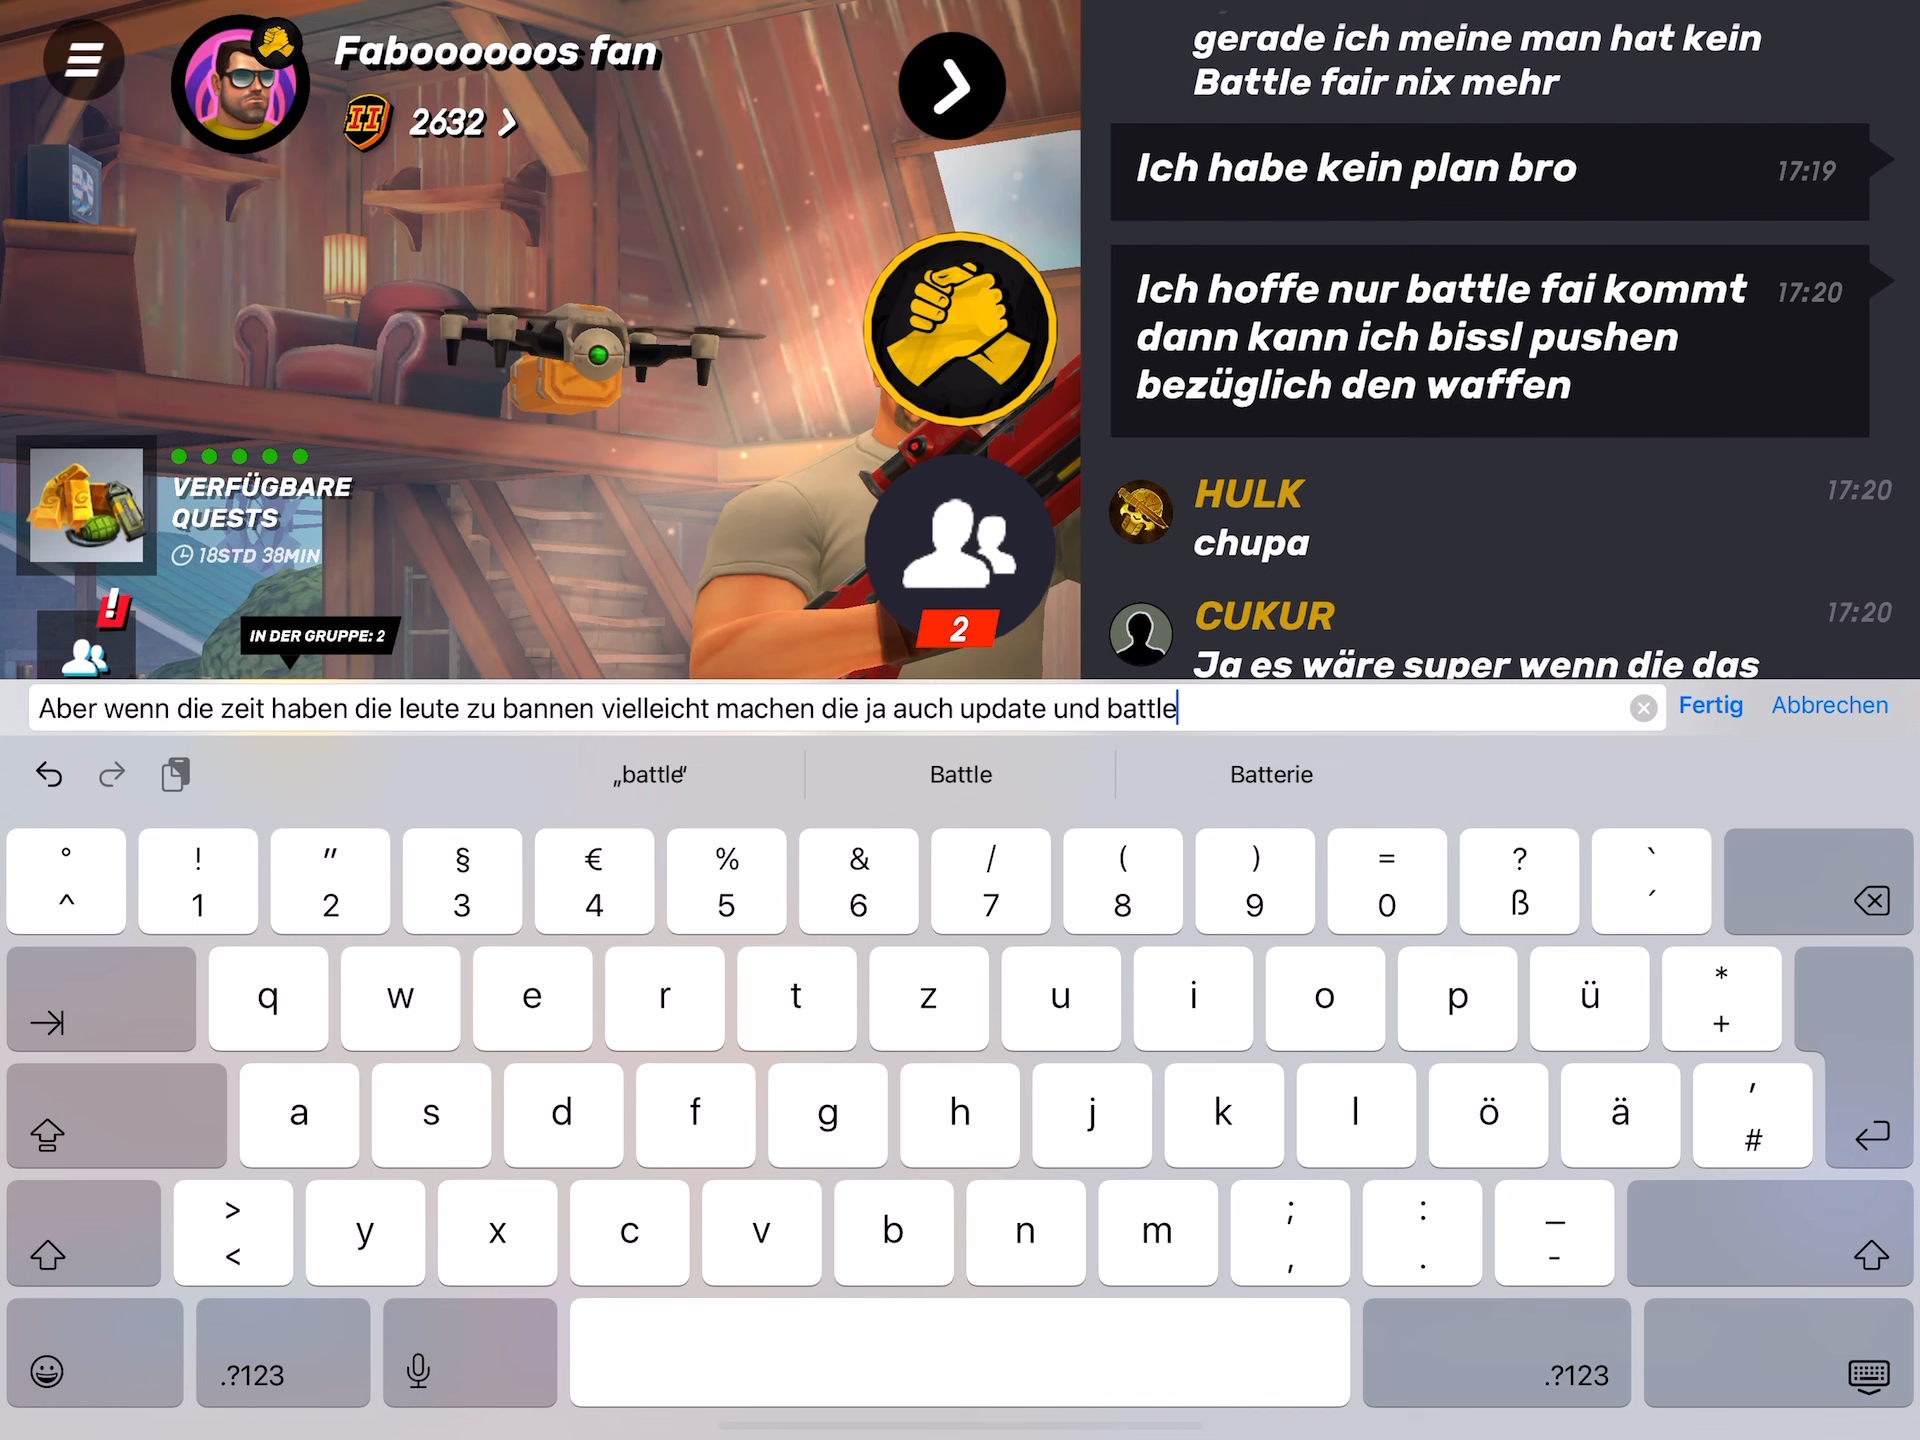 Faboooooos fan
II
2632
VERFÜGBARE
QUESTS
18STD 38MIN
!
IN DER GRUPPE: 2
2
gerade ich meine man hat kein
Battle fair nix mehr
Ich habe kein plan bro 17:19
Ich hoffe nur battle fai kommt 17:20
dann kann ich bissl pushen
bezüglich den waffen
HULK 17:20
chupa
CUKUR 17:20
Ja es wäre super wenn die das
Aber wenn die zeit haben die leute zu bannen vielleicht machen die ja auch update und battle Fertig Abbrechen
„battle“ Battle Batterie
° ! " § € % & / ( ) = ? `
^ 1 2 3 4 5 6 7 8 9 0 ß ´
q w e r t z u i o p ü * +
a s d f g h j k l ö ä ' #
> < y x c v b n m ; , : . _ -
.?123 .?123